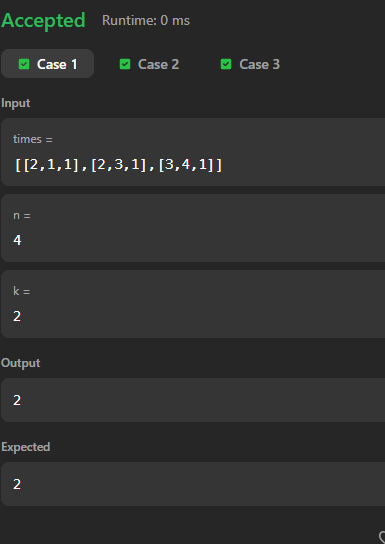 Accepted Runtime: 0 ms
Case 1 Case 2 Case 3
Input
times =
[[2,1,1],[2,3,1],[3,4,1]]
n =
4
k =
2
Output
2
Expected
2